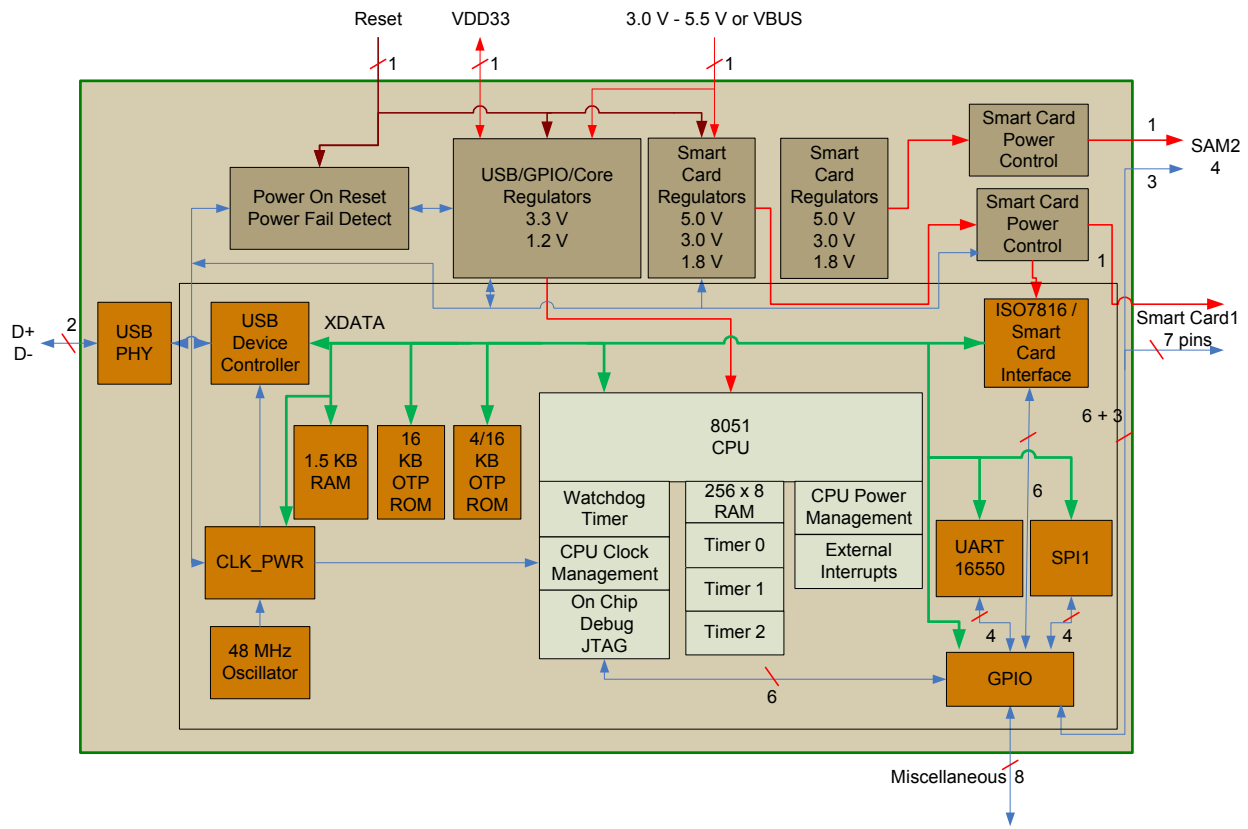 Reset
VDD33
3.0 V - 5.5 V or VBUS
1
1
1
Smart Card
Power
Control
1
SAM2
4
3
Power On Reset
Power Fail Detect
USB/GPIO/Core
Regulators
3.3 V
1.2 V
Smart
Card
Regulators
5.0 V
3.0 V
1.8 V
Smart
Card
Regulators
5.0 V
3.0 V
1.8 V
Smart Card
Power
Control
1
D+
D-
2
USB
PHY
USB
Device
Controller
XDATA
ISO7816 /
Smart
Card
Interface
Smart Card1
7 pins
1.5 KB
RAM
16
KB
OTP
ROM
4/16
KB
OTP
ROM
8051
CPU
6 + 3
Watchdog
Timer
256 x 8
RAM
CPU Power
Management
6
CLK_PWR
CPU Clock
Management
Timer 0
External
Interrupts
UART
16550
SPI1
On Chip
Debug
JTAG
Timer 1
Timer 2
4
4
48 MHz
Oscillator
6
GPIO
Miscellaneous
8